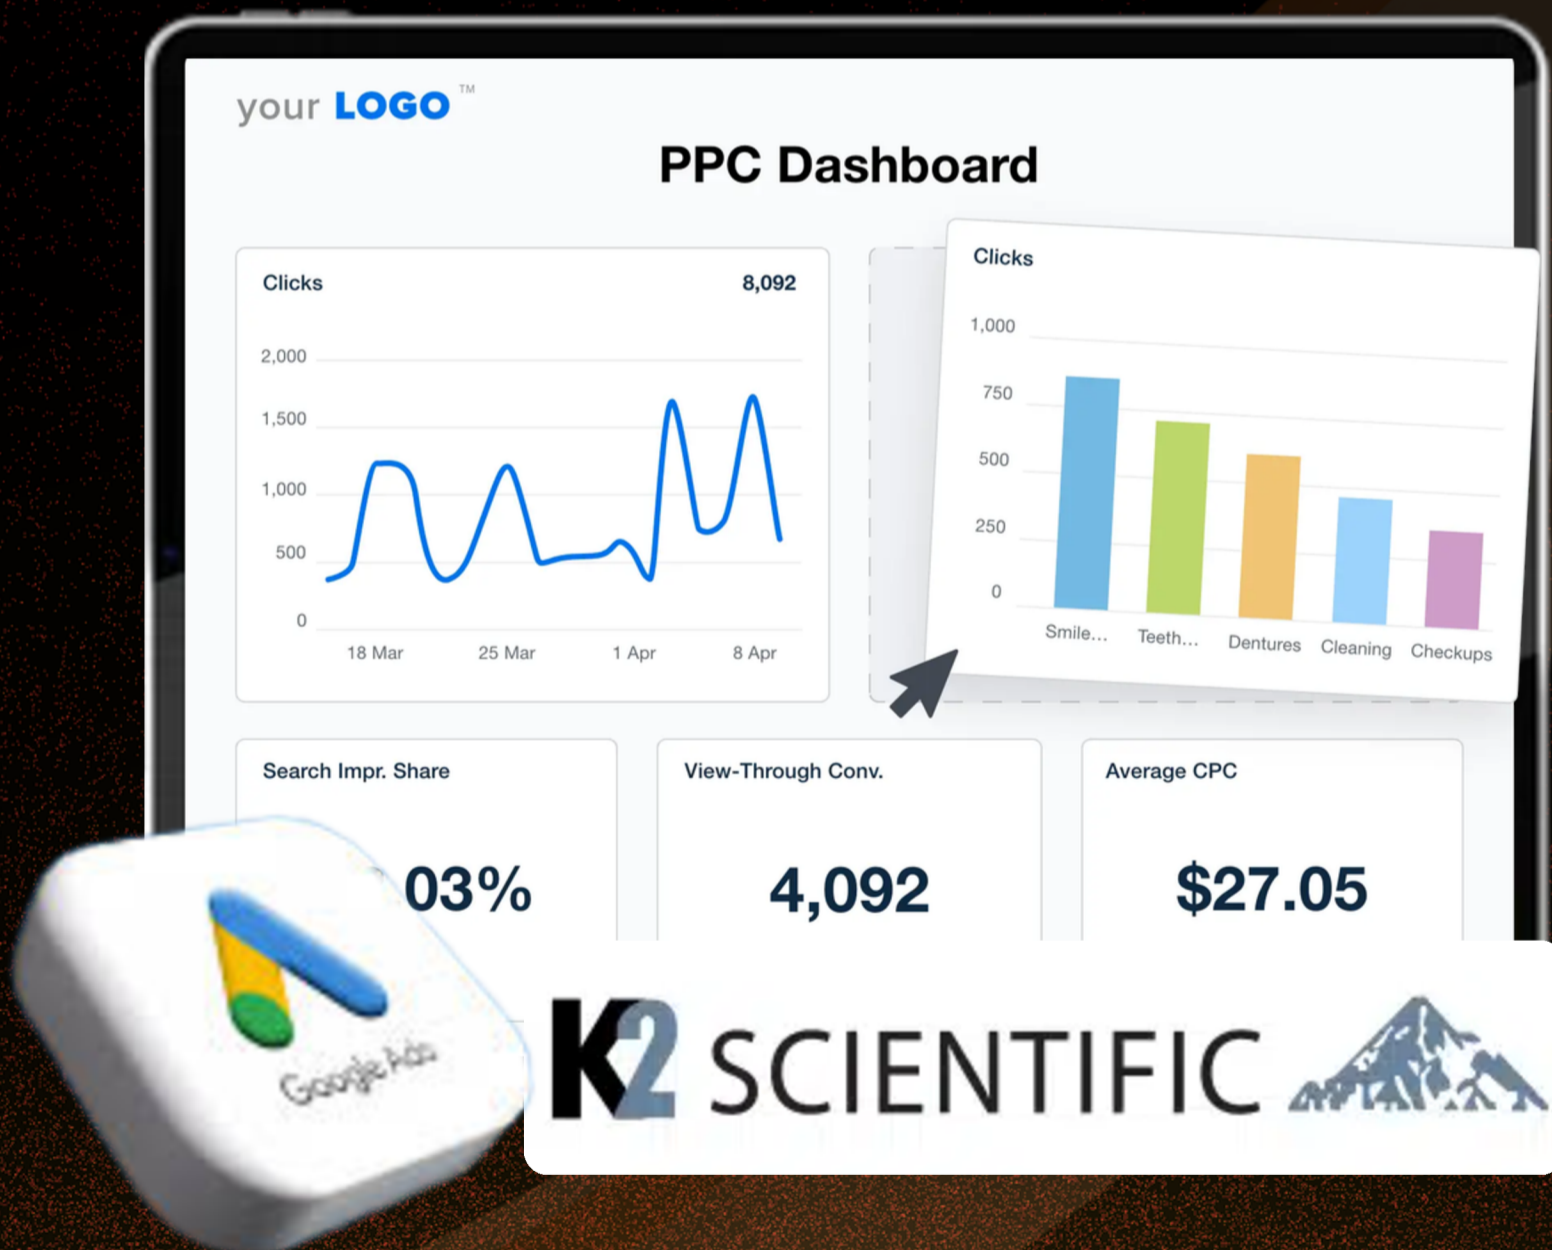 your LOGO ™
PPC Dashboard
Clicks 8,092
2,000
1,500
1,000
500
0
18 Mar 25 Mar 1 Apr 8 Apr
Clicks
1,000
750
500
250
0
Smile... Teeth... Dentures Cleaning Checkups
Search Impr. Share
03%
View-Through Conv.
4,092
Average CPC
$27.05
Google Ads
K2 SCIENTIFIC